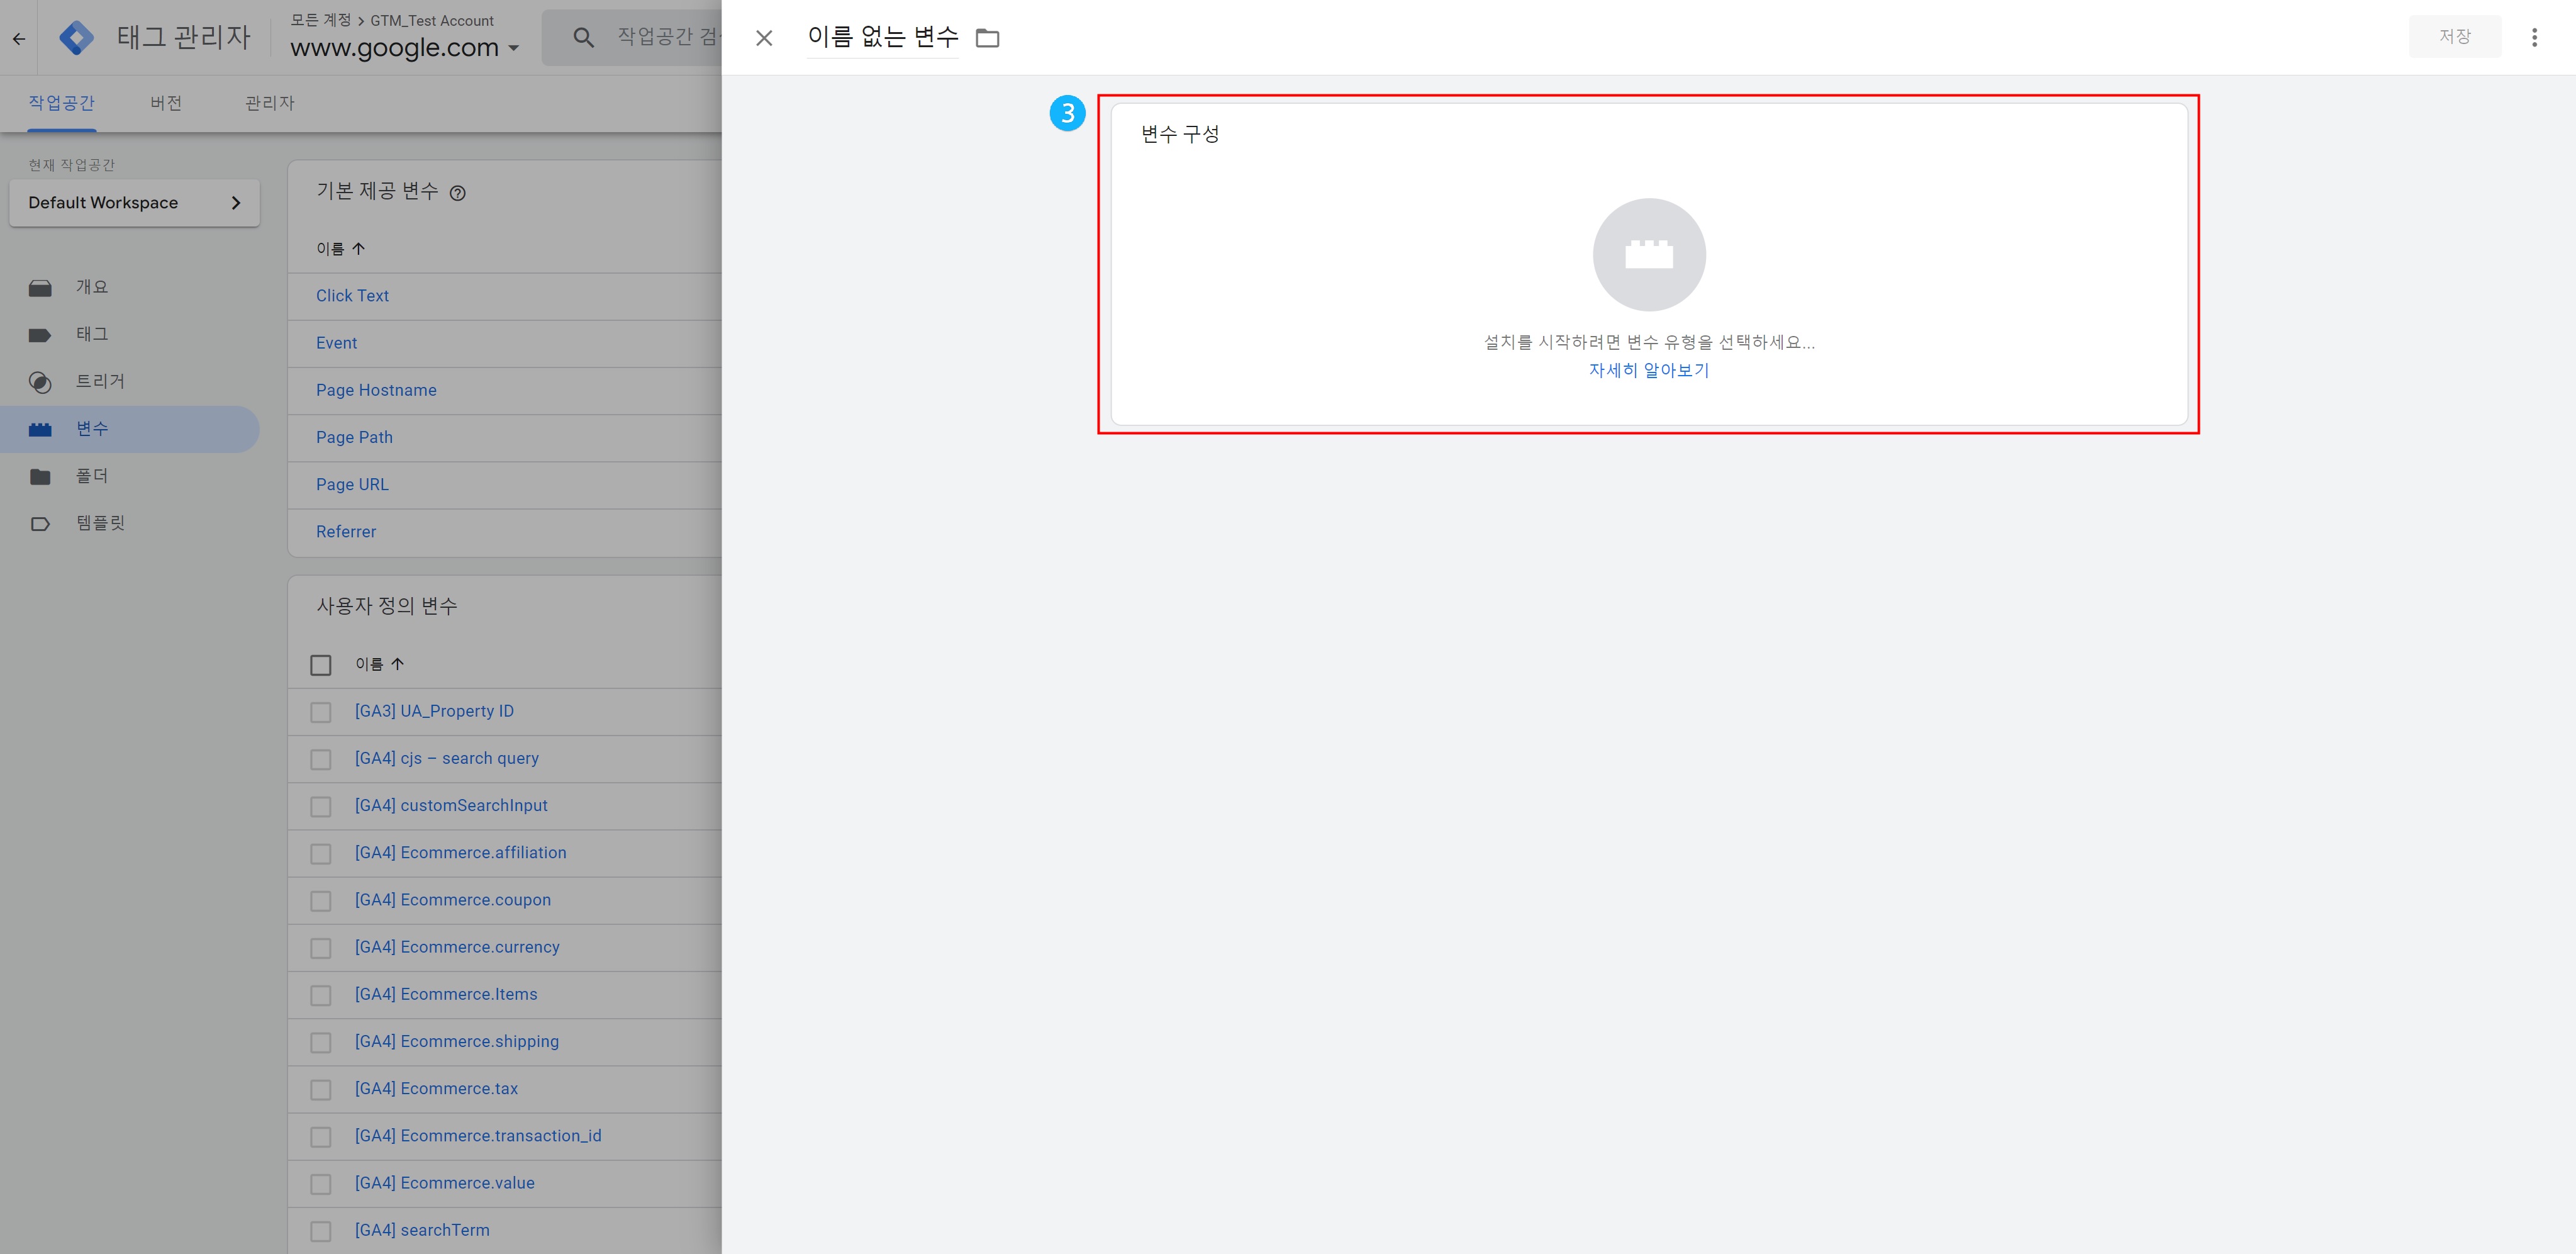 태그 관리자
모든 계정 > GTM_Test Account
www.google.com
작업공간 검
작업공간
버전
관리자
현재 작업공간
Default Workspace
개요
태그
트리거
변수
폴더
템플릿
기본 제공 변수
이름
Click Text
Event
Page Hostname
Page Path
Page URL
Referrer
사용자 정의 변수
이름
[GA3] UA_Property ID
[GA4] cjs – search query
[GA4] customSearchInput
[GA4] Ecommerce.affiliation
[GA4] Ecommerce.coupon
[GA4] Ecommerce.currency
[GA4] Ecommerce.Items
[GA4] Ecommerce.shipping
[GA4] Ecommerce.tax
[GA4] Ecommerce.transaction_id
[GA4] Ecommerce.value
[GA4] searchTerm
이름 없는 변수
저장
3
변수 구성
설치를 시작하려면 변수 유형을 선택하세요...
자세히 알아보기